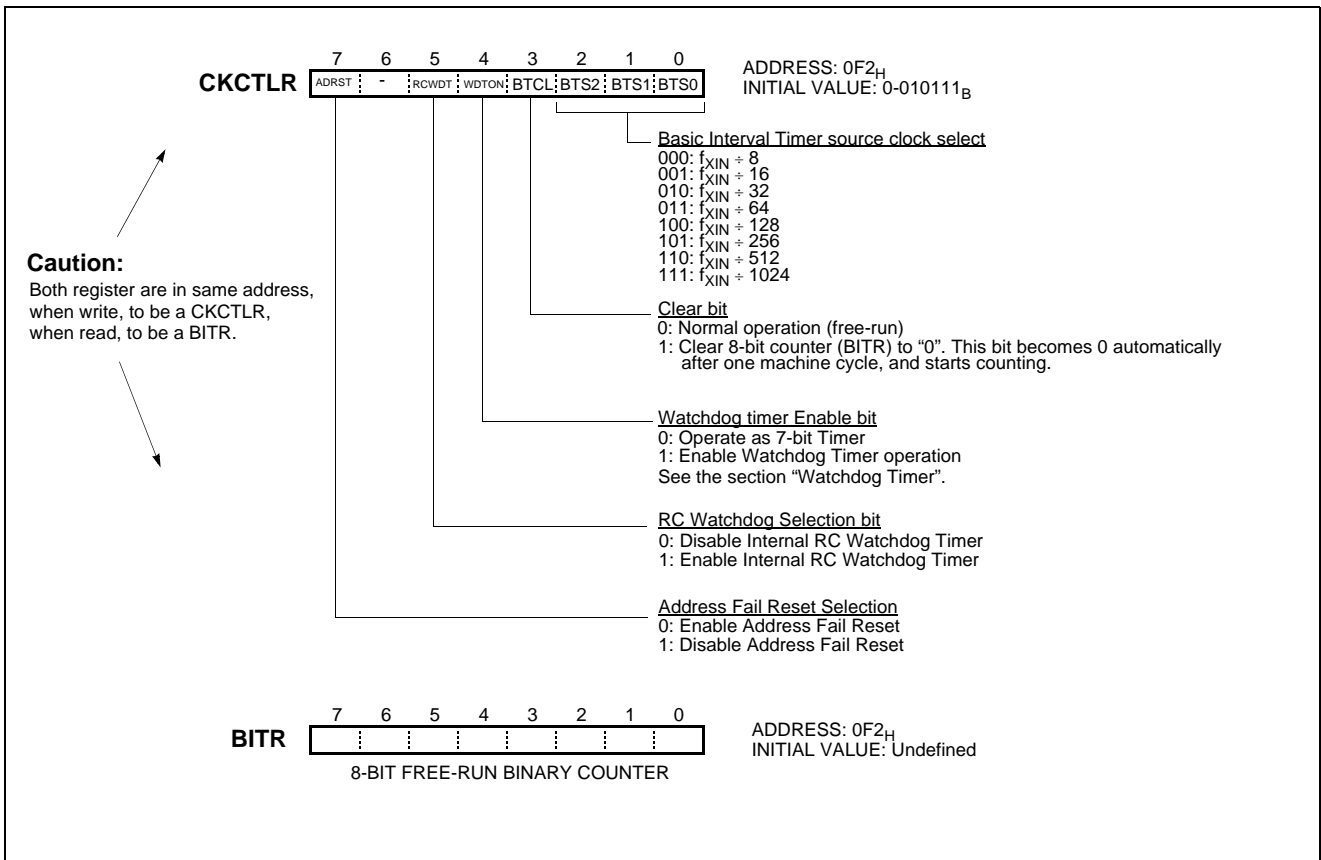 7 6 5 4 3 2 1 0
CKCTLR ADRST - RCWDT WDTON BTCL BTS2 BTS1 BTS0
ADDRESS: 0F2H
INITIAL VALUE: 0-010111B
Basic Interval Timer source clock select
000: fXIN ÷ 8
001: fXIN ÷ 16
010: fXIN ÷ 32
011: fXIN ÷ 64
100: fXIN ÷ 128
101: fXIN ÷ 256
110: fXIN ÷ 512
111: fXIN ÷ 1024
Caution:
Both register are in same address,
when write, to be a CKCTLR,
when read, to be a BITR.
Clear bit
0: Normal operation (free-run)
1: Clear 8-bit counter (BITR) to “0”. This bit becomes 0 automatically
after one machine cycle, and starts counting.
Watchdog timer Enable bit
0: Operate as 7-bit Timer
1: Enable Watchdog Timer operation
See the section “Watchdog Timer”.
RC Watchdog Selection bit
0: Disable Internal RC Watchdog Timer
1: Enable Internal RC Watchdog Timer
Address Fail Reset Selection
0: Enable Address Fail Reset
1: Disable Address Fail Reset
7 6 5 4 3 2 1 0
BITR
ADDRESS: 0F2H
INITIAL VALUE: Undefined
8-BIT FREE-RUN BINARY COUNTER